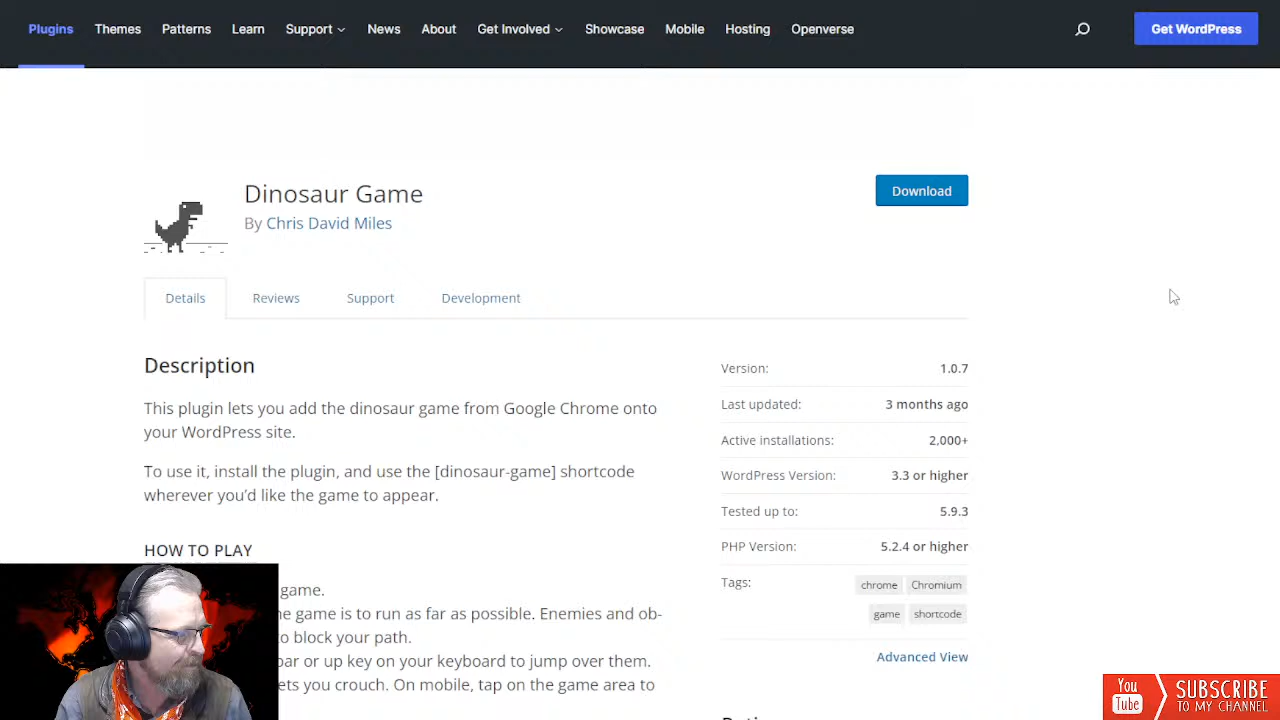 Plugins Themes Patterns Learn Support News About Get Involved Showcase Mobile Hosting Openverse Get WordPress
Dinosaur Game
By Chris David Miles
Download
Details Reviews Support Development
Description
This plugin lets you add the dinosaur game from Google Chrome onto
your WordPress site.
To use it, install the plugin, and use the [dinosaur-game] shortcode
wherever you'd like the game to appear.
HOW TO PLAY
game.
game is to run as far as possible. Enemies and ob-
to block your path.
or up key on your keyboard to jump over them.
you crouch. On mobile, tap on the game area to
Version: 1.0.7
Last updated: 3 months ago
Active installations: 2,000+
WordPress Version: 3.3 or higher
Tested up to: 5.9.3
PHP Version: 5.2.4 or higher
Tags: chrome Chromium
game shortcode
Advanced View
You
Tube
SUBSCRIBE
TO MY CHANNEL